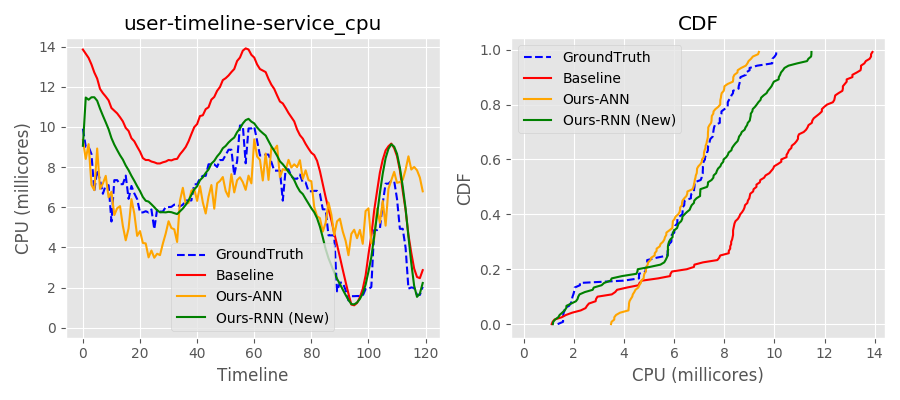 user-timeline-service_cpu
CPU (millicores)
14
12
10
8
6
4
2
0
GroundTruth
Baseline
Ours-ANN
Ours-RNN (New)
0 20 40 60 80 100 120
Timeline
CDF
CDF
1.0
0.8
0.6
0.4
0.2
0.0
GroundTruth
Baseline
Ours-ANN
Ours-RNN (New)
0 2 4 6 8 10 12 14
CPU (millicores)